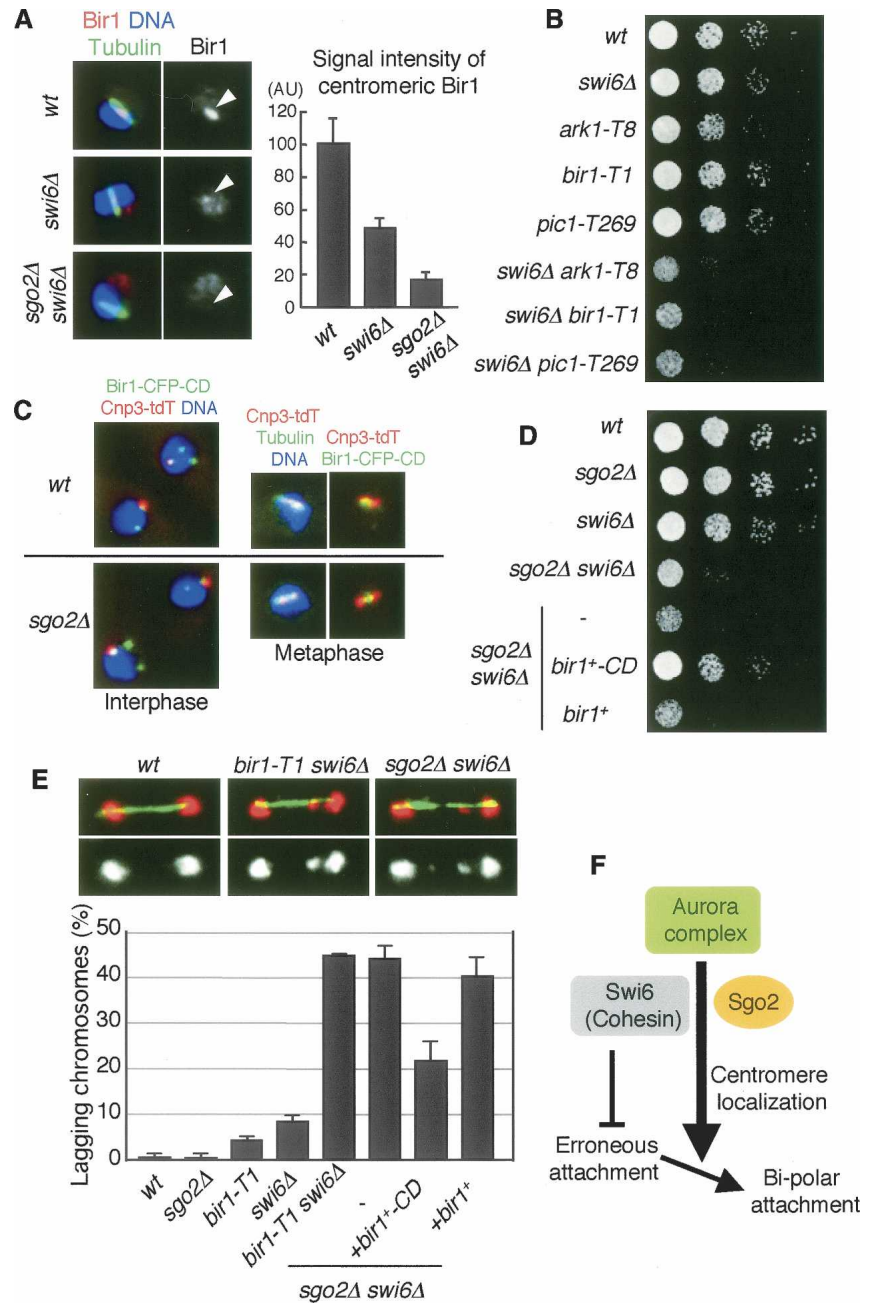 A
Bir1 DNA
Tubulin
Bir1
wt
swi6Δ
sgo2Δ
swi6Δ
Signal intensity of
centromeric Bir1
(AU)
120
100
80
60
40
20
0
wt
swi6Δ
sgo2Δ
swi6Δ
B
wt
swi6Δ
ark1-T8
bir1-T1
pic1-T269
swi6Δ ark1-T8
swi6Δ bir1-T1
swi6Δ pic1-T269
C
Bir1-CFP-CD
Cnp3-tdT DNA
Cnp3-tdT
Tubulin
DNA
Cnp3-tdT
Bir1-CFP-CD
wt
sgo2Δ
Interphase
Metaphase
D
wt
sgo2Δ
swi6Δ
sgo2Δ swi6Δ
sgo2Δ
swi6Δ
-
bir1+-CD
bir1+
E
wt
bir1-T1 swi6Δ
sgo2Δ swi6Δ
Lagging chromosomes (%)
50
40
30
20
10
0
wt
sgo2Δ
bir1-T1
swi6Δ
bir1-T1 swi6Δ
-
+bir1+-CD
+bir1+
sgo2Δ swi6Δ
F
Aurora
complex
Swi6
(Cohesin)
Sgo2
Centromere
localization
Erroneous
attachment
Bi-polar
attachment